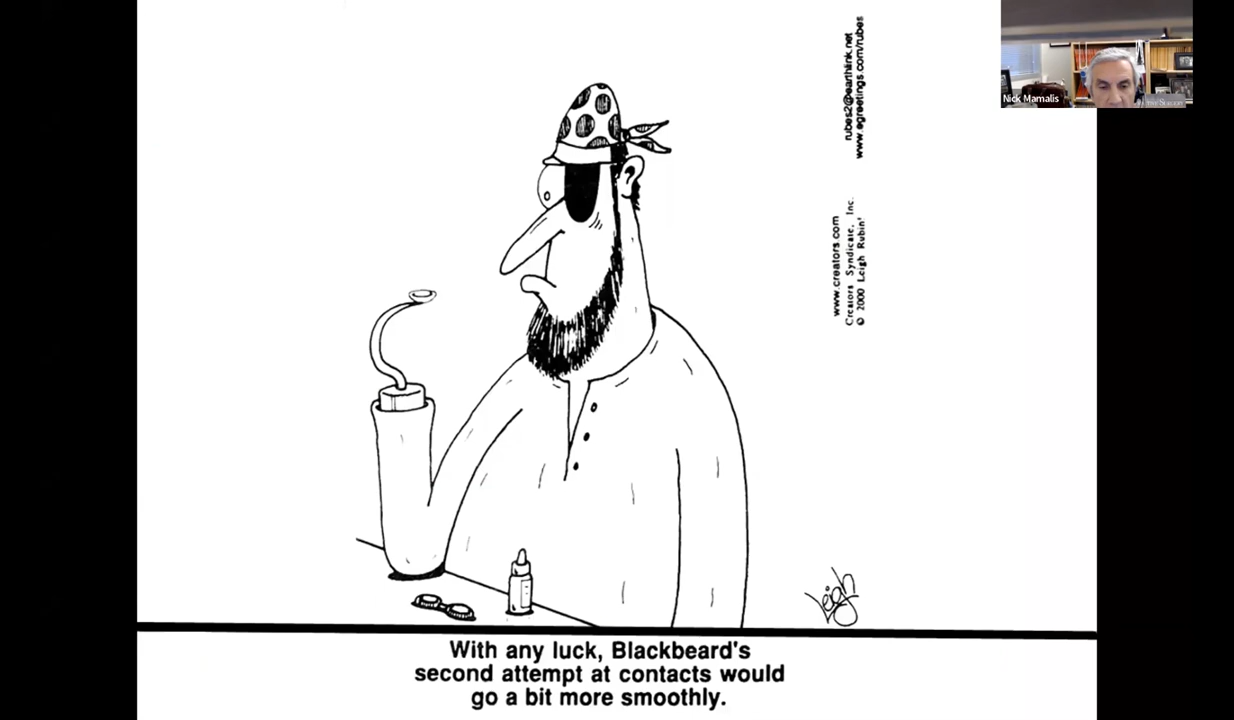 Nick Mamalis
rubes2@earthlink.net
www.egreetings.com/rubes
www.creators.com
Creators Syndicate, Inc.
© 2000 Leigh Rubin!
Leigh
With any luck, Blackbeard's
second attempt at contacts would
go a bit more smoothly.